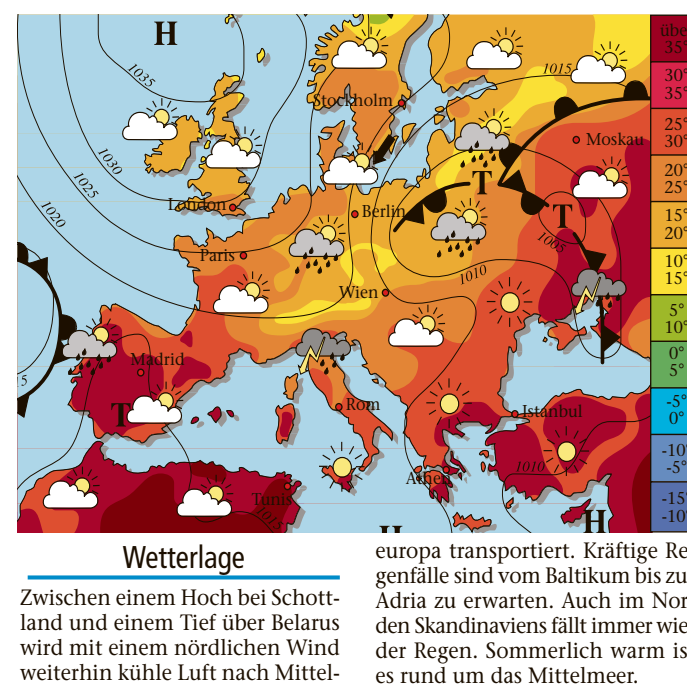 H
über
35°
1035
30°
35°
1015
Stockholm
25°
30°
Moskau
1030
20°
25°
1025
T
London
Berlin
T
15°
20°
1020
1005
Paris
10°
15°
1010
Wien
5°
10°
Madrid
0°
5°
T
Rom
Istanbul
-5°
0°
Athen
1010
-10°
-5°
Tunis
1015
H
H
-15°
-10°
Wetterlage
Zwischen einem Hoch bei Schott-
land und einem Tief über Belarus
wird mit einem nördlichen Wind
weiterhin kühle Luft nach Mittel-
europa transportiert. Kräftige Re
genfälle sind vom Baltikum bis zu
Adria zu erwarten. Auch im Nor
den Skandinaviens fällt immer wie
der Regen. Sommerlich warm is
es rund um das Mittelmeer.